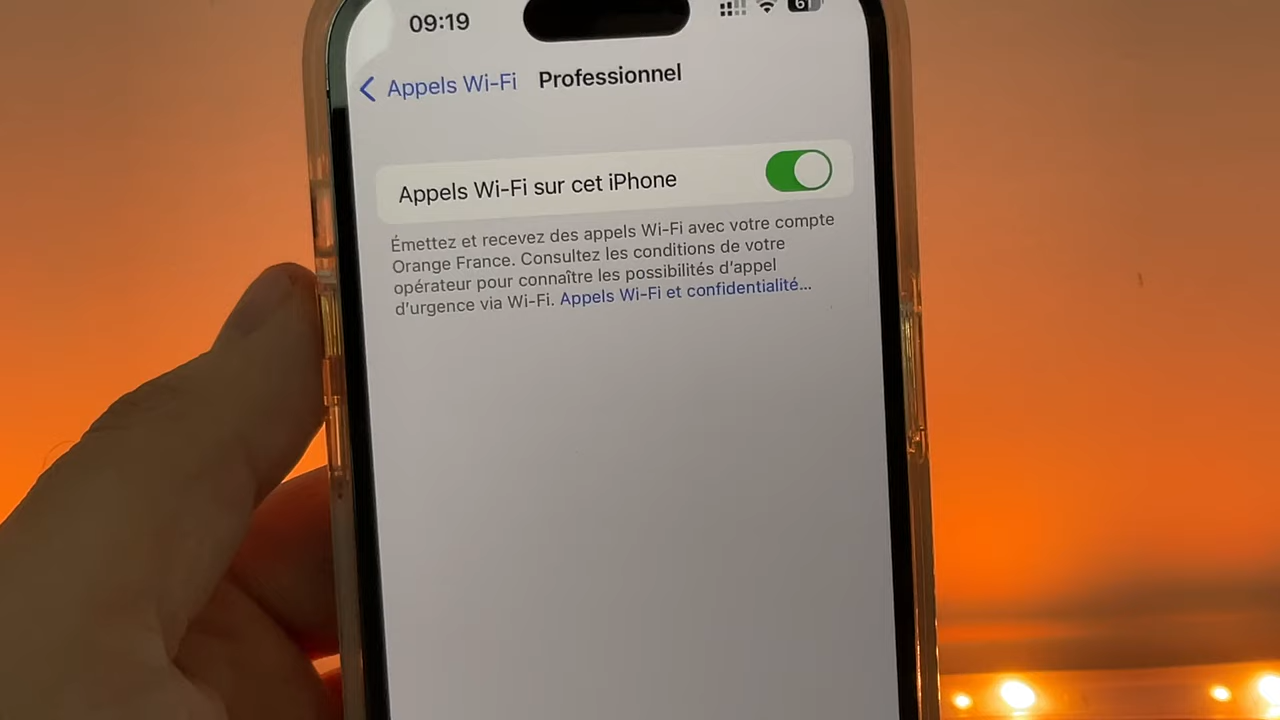 09:19
61
Appels Wi-Fi Professionnel
Appels Wi-Fi sur cet iPhone
Émettez et recevez des appels Wi-Fi avec votre compte
Orange France. Consultez les conditions de votre
opérateur pour connaître les possibilités d'appel
d'urgence via Wi-Fi. Appels Wi-Fi et confidentialité...